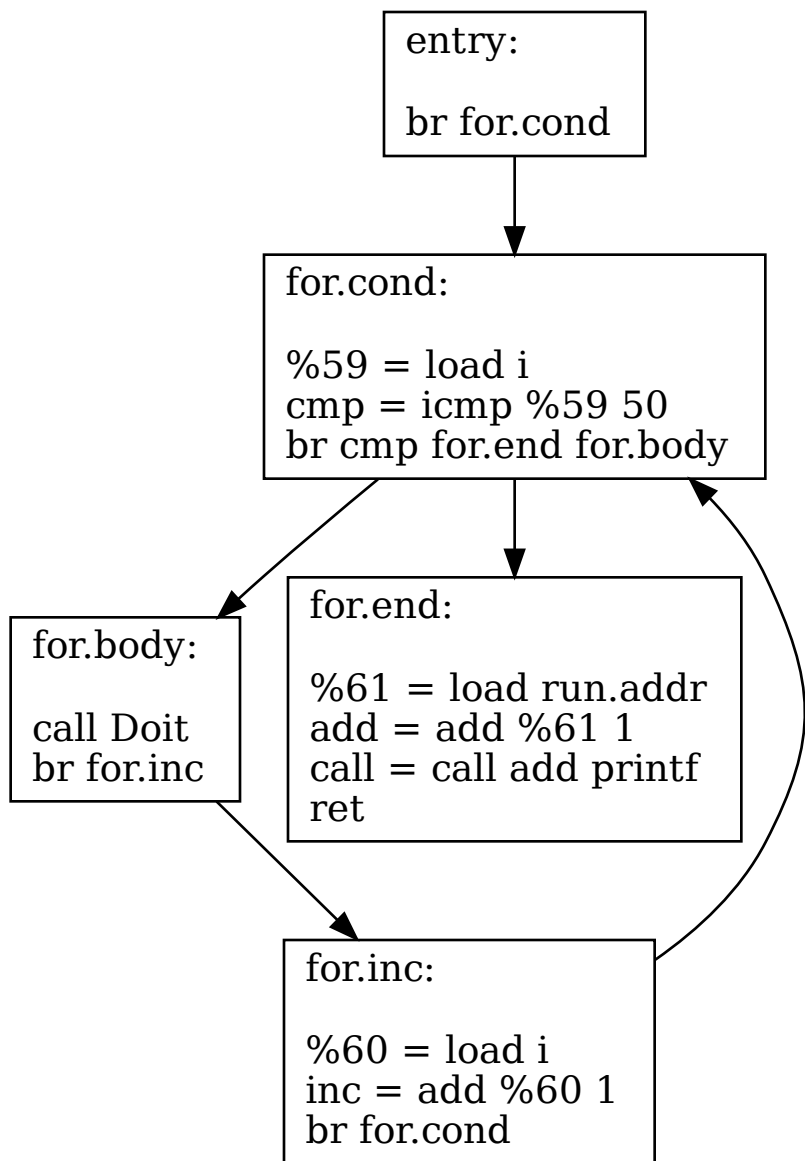 entry:
br for.cond
for.cond:
%59 = load i
cmp = icmp %59 50
br cmp for.end for.body
for.body:
call Doit
br for.inc
for.end:
%61 = load run.addr
add = add %61 1
call = call add printf
ret
for.inc:
%60 = load i
inc = add %60 1
br for.cond